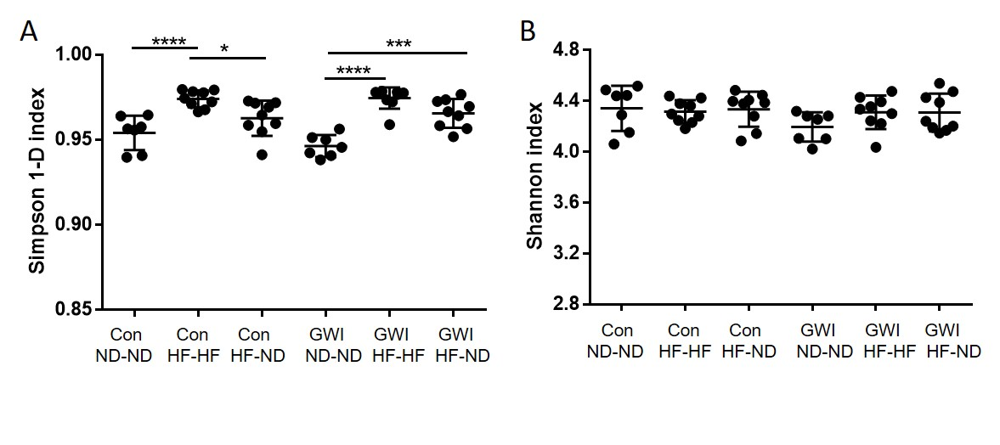 A
B
****
*
***
****
Simpson 1-D index
1.00
0.95
0.90
0.85
Con Con Con GWI GWI GWI
ND-ND HF-HF HF-ND ND-ND HF-HF HF-ND
Shannon index
4.8
4.4
4.0
3.6
3.2
2.8
Con Con Con GWI GWI GWI
ND-ND HF-HF HF-ND ND-ND HF-HF HF-ND